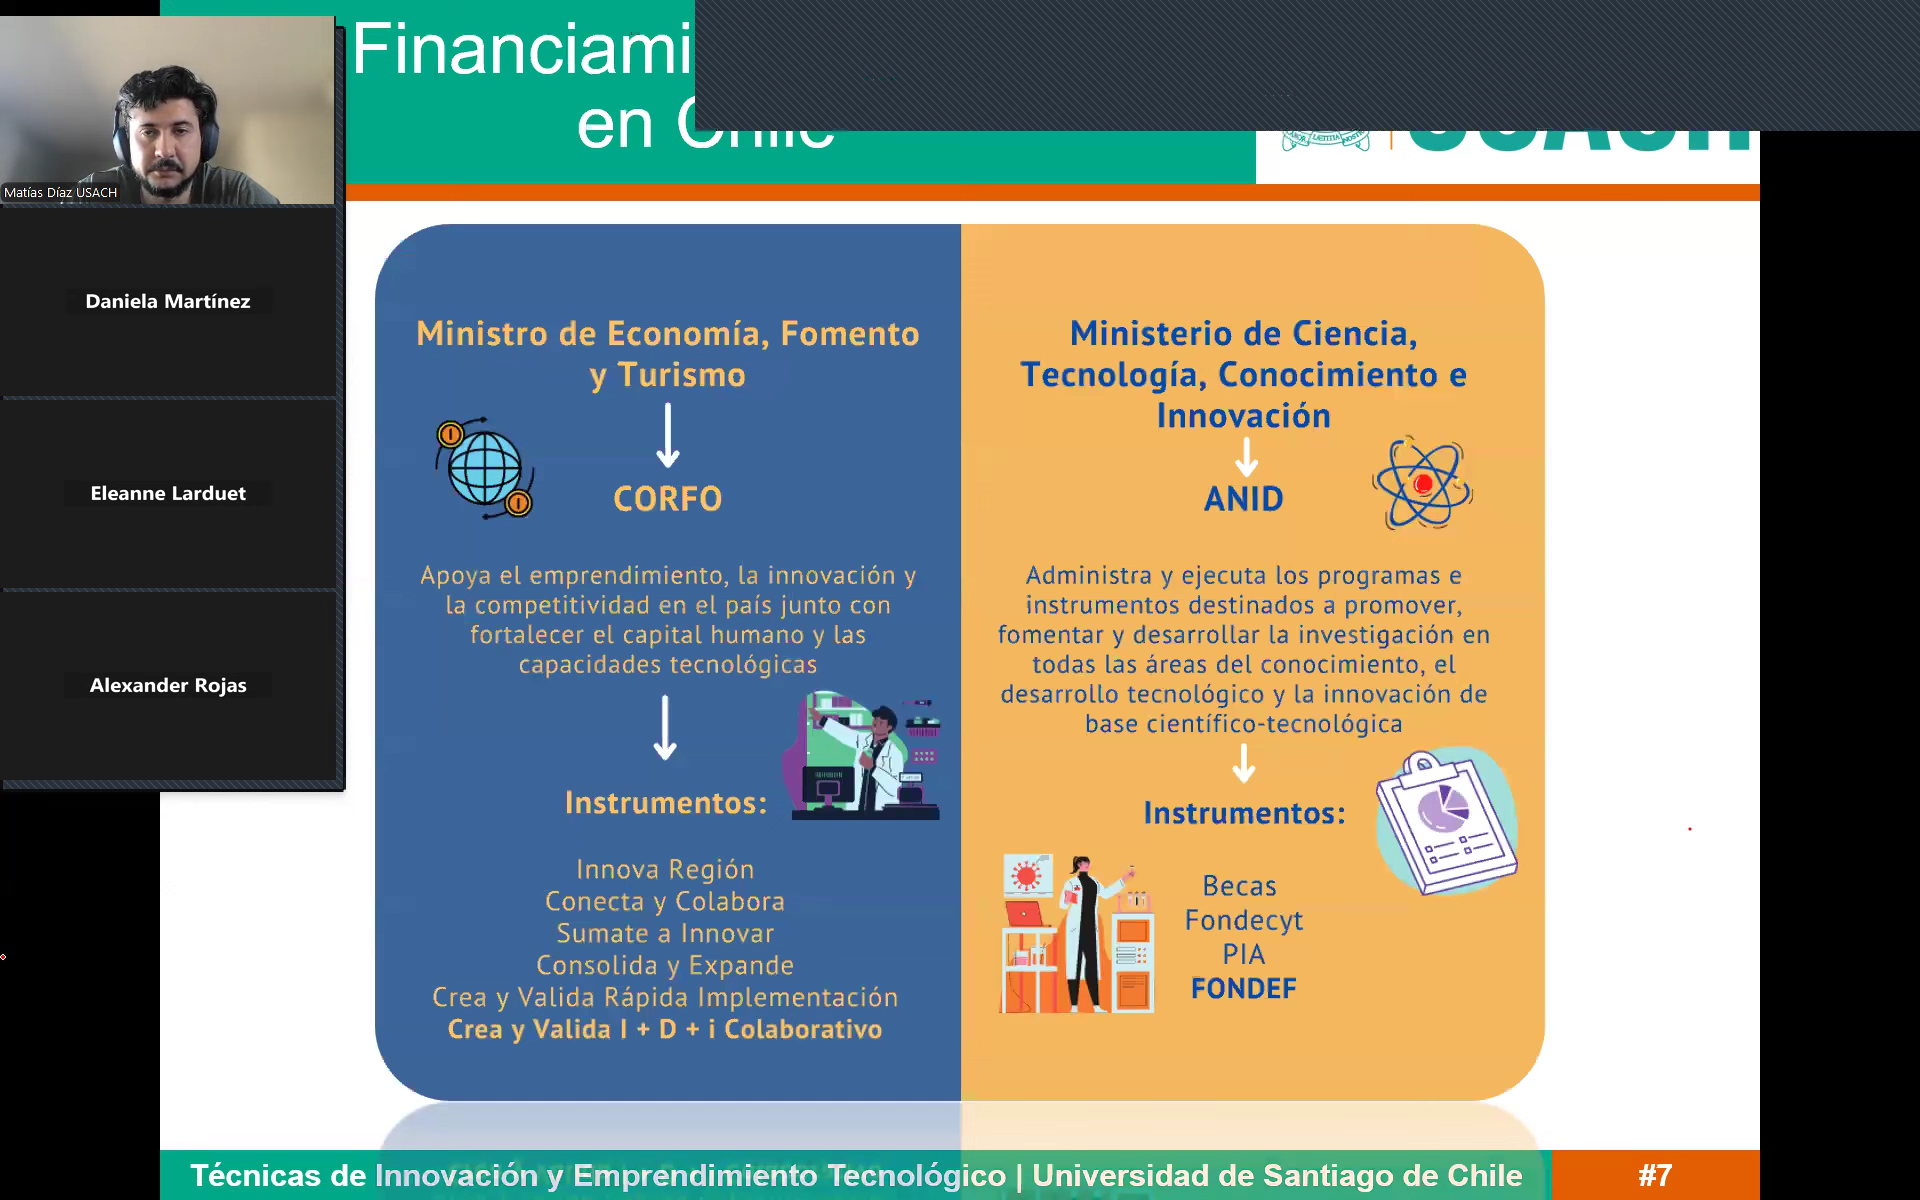 Financiami
en Chile
USACH
Matías Díaz USACH
Daniela Martínez
Eleanne Larduet
Alexander Rojas
Ministro de Economía, Fomento
y Turismo
CORFO
Apoya el emprendimiento, la innovación y
la competitividad en el país junto con
fortalecer el capital humano y las
capacidades tecnológicas
Instrumentos:
Innova Región
Conecta y Colabora
Sumate a Innovar
Consolida y Expande
Crea y Valida Rápida Implementación
Crea y Valida I + D + i Colaborativo
Ministerio de Ciencia,
Tecnología, Conocimiento e
Innovación
ANID
Administra y ejecuta los programas e
instrumentos destinados a promover,
fomentar y desarrollar la investigación en
todas las áreas del conocimiento, el
desarrollo tecnológico y la innovación de
base científico-tecnológica
Instrumentos:
Becas
Fondecyt
PIA
FONDEF
Técnicas de Innovación y Emprendimiento Tecnológico | Universidad de Santiago de Chile
#7